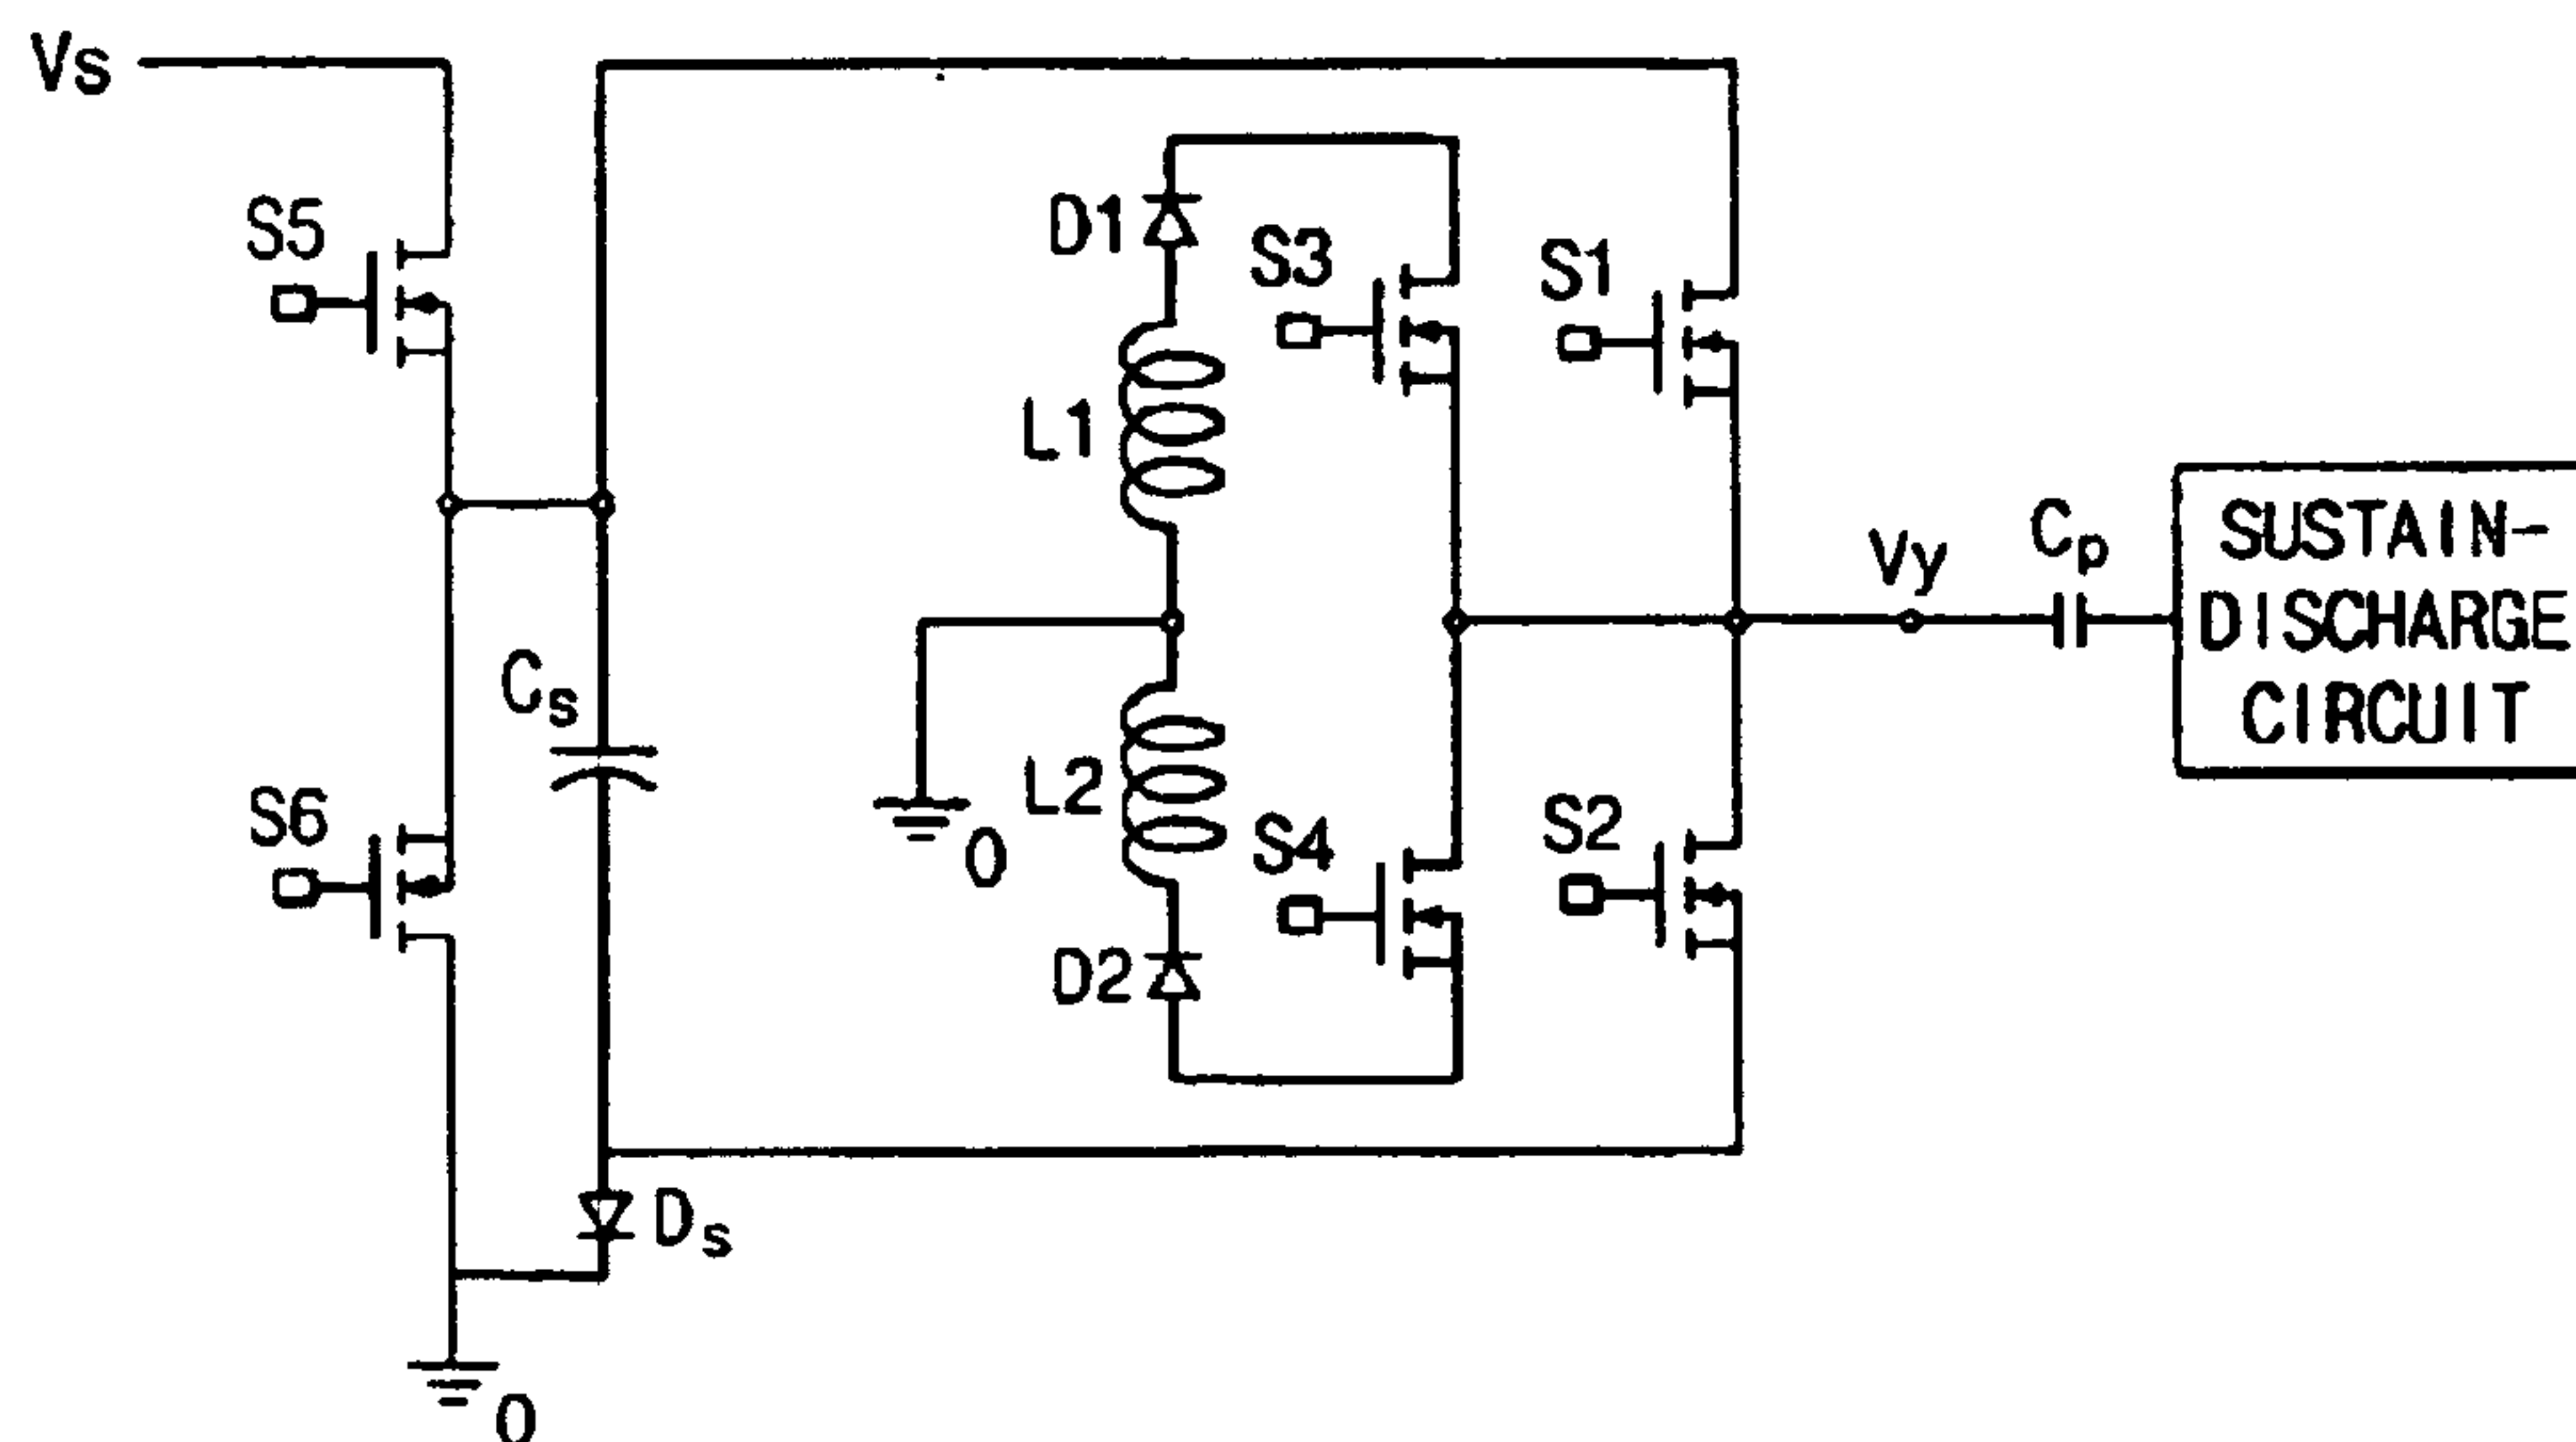 Vs
S5
D1
S3
S1
L1
Vy
Cp
SUSTAIN-
DISCHARGE
CIRCUIT
Cs
L2
S6
0
S4
S2
D2
Ds
0